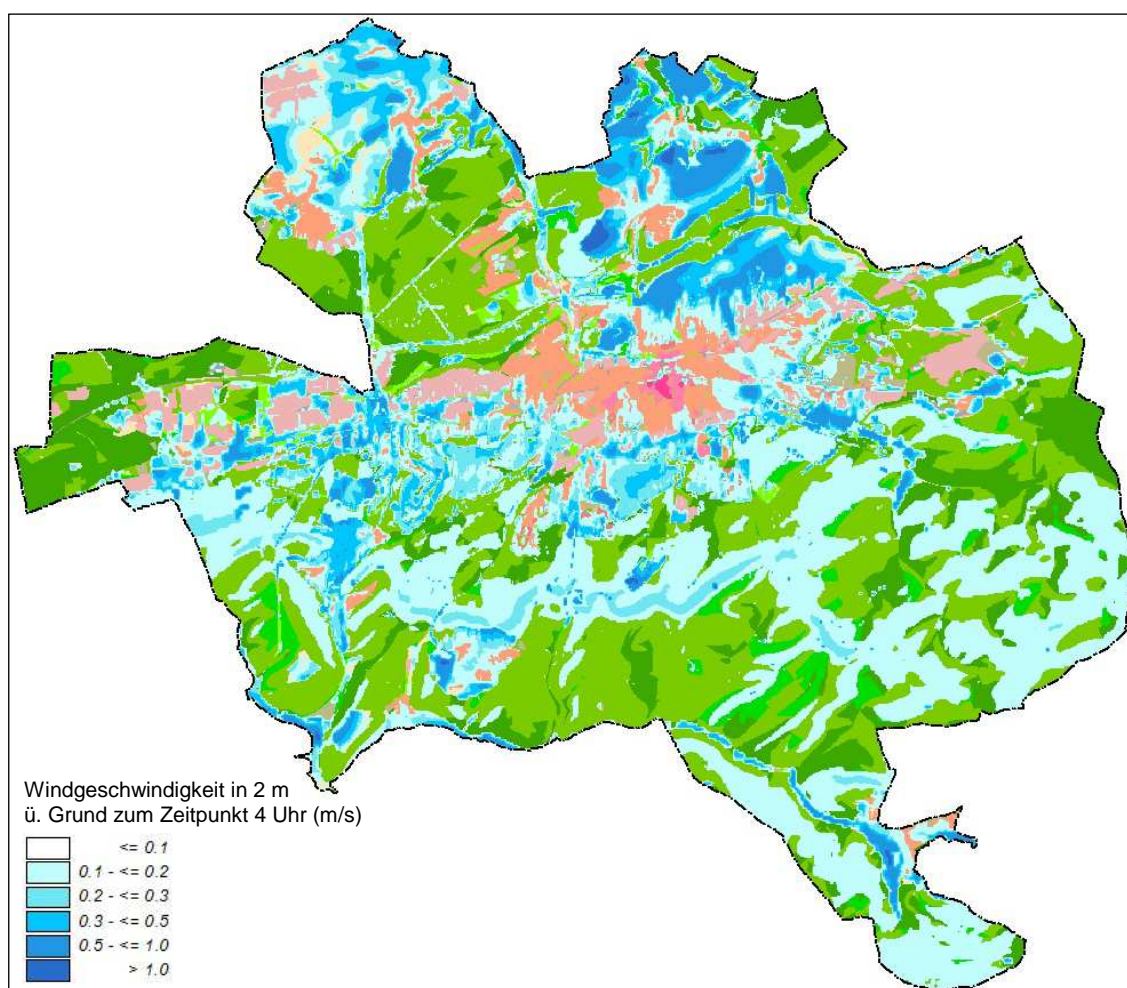 Windgeschwindigkeit in 2 m
ü. Grund zum Zeitpunkt 4 Uhr (m/s)
<= 0.1
0.1 - <= 0.2
0.2 - <= 0.3
0.3 - <= 0.5
0.5 - <= 1.0
> 1.0